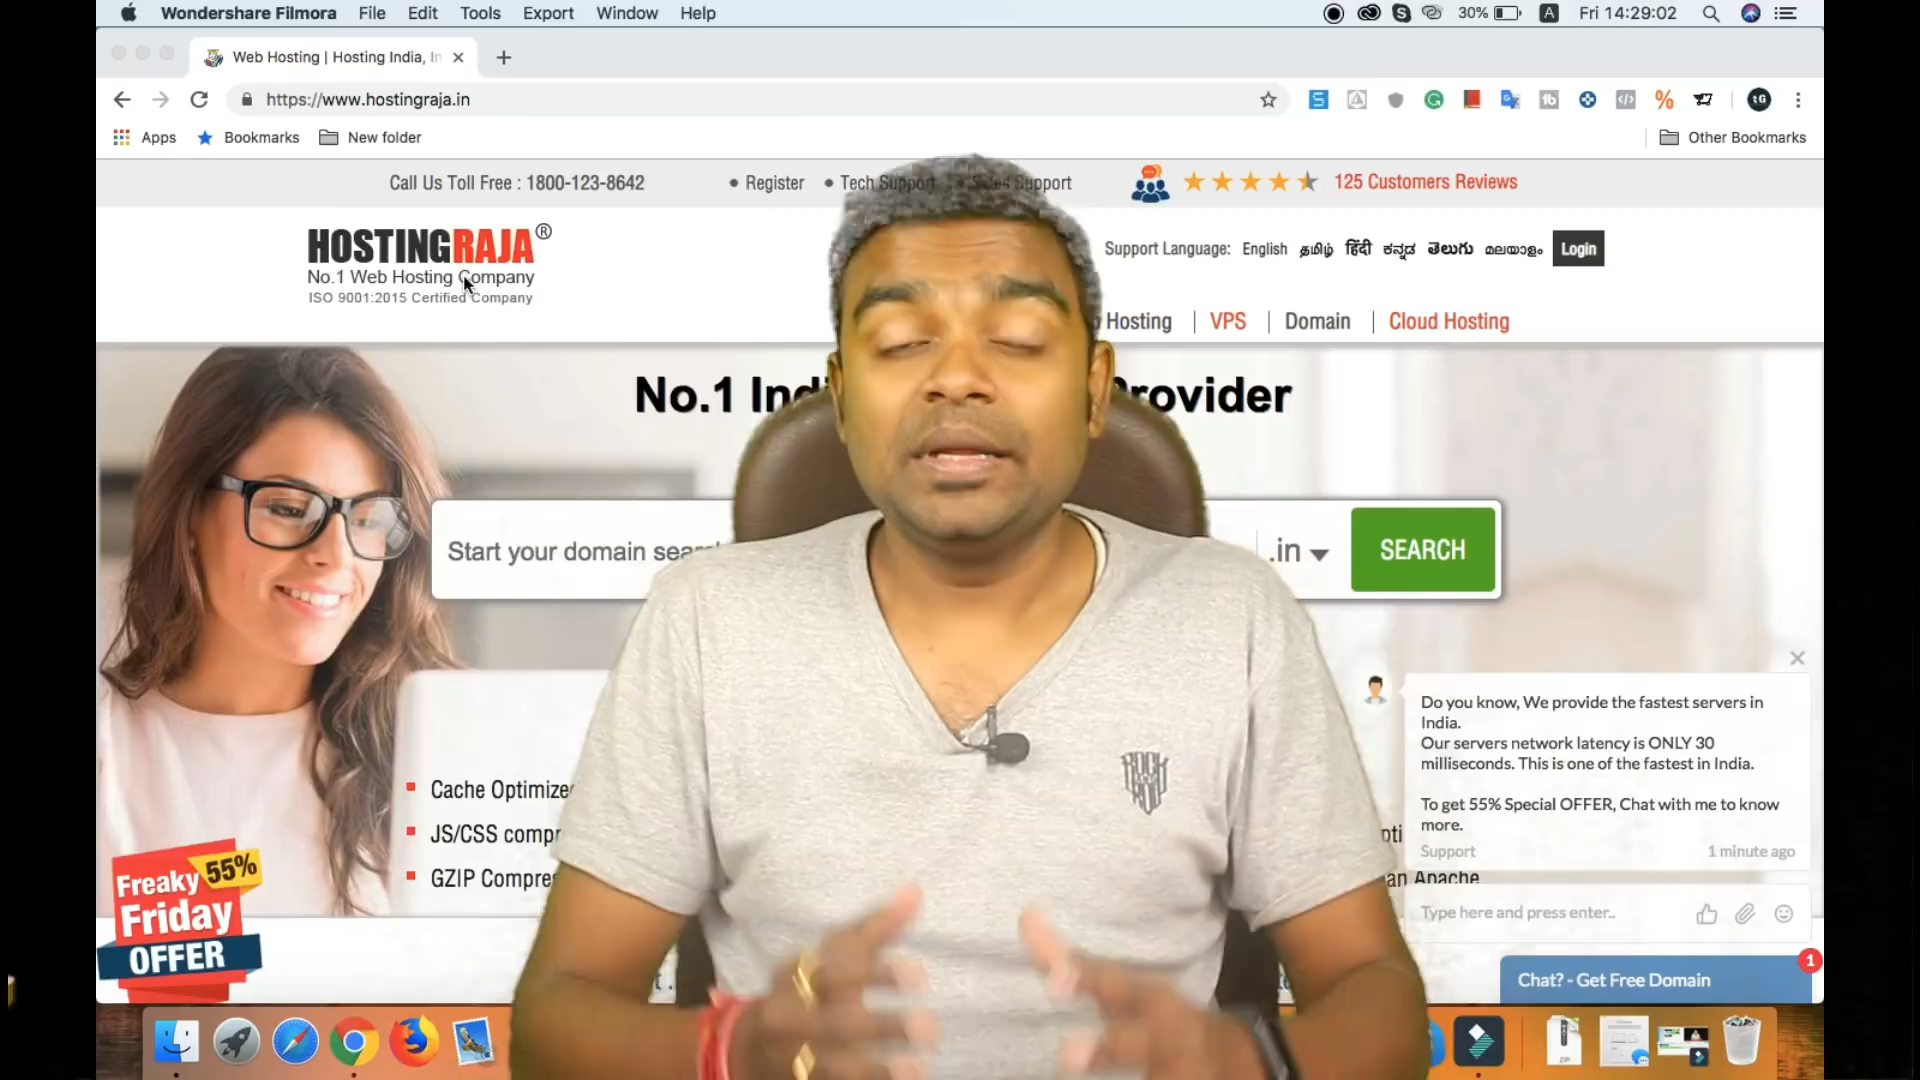 Wondershare Filmora File Edit Tools Export Window Help
30% A Fri 14:29:02
Web Hosting | Hosting India, In
https://www.hostingraja.in
Apps Bookmarks New folder
Other Bookmarks
Call Us Toll Free : 1800-123-8642
Register Tech Support Support
125 Customers Reviews
HOSTINGRAJA®
No.1 Web Hosting Company
ISO 9001:2015 Certified Company
Support Language: English தமிழ் हिंदी ಕನ್ನಡ తెలుగు മലയാളം Login
Hosting VPS Domain Cloud Hosting
No.1 Ind rovider
Start your domain sear
.in
SEARCH
Cache Optimize
JS/CSS compr
GZIP Compres
Freaky 55%
Friday
OFFER
ROCK
Do you know, We provide the fastest servers in
India.
Our servers network latency is ONLY 30
milliseconds. This is one of the fastest in India.
To get 55% Special OFFER, Chat with me to know
more.
Support 1 minute ago
Apache
Type here and press enter..
1
Chat? - Get Free Domain